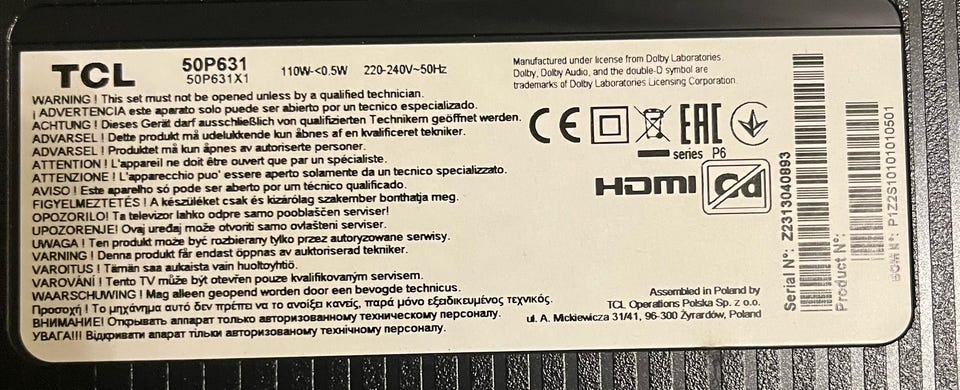 TCL
50P631
50P631X1
110W-<0.5W 220-240V~50Hz
WARNING ! This set must not be opened unless by a qualified technician.
¡ ADVERTENCIA este aparato solo puede ser abierto por un tecnico especializado.
ACHTUNG ! Dieses Gerät darf ausschließlich von qualifizierten Technikern geöffnet werden.
ADVARSEL ! Dette produkt må udelukkende kun åbnes af en kvalificeret tekniker.
ADVARSEL ! Produktet må kun åpnes av autoriserte personer.
ATTENTION ! L'appareil ne doit être ouvert que par un spécialiste.
ATTENZIONE ! L'apparecchio puo' essere aperto solamente da un tecnico specializzato.
AVISO ! Este aparelho só pode ser aberto por um técnico qualificado.
FIGYELMEZTETÉS ! A készüléket csak és kizárólag szakember bonthatja meg.
OPOZORILO! Ta televizor lahko odpre samo pooblaščen serviser!
UPOZORENJE! Ovaj uređaj može otvoriti samo ovlašteni serviser.
UWAGA ! Ten produkt może być rozbierany tylko przez autoryzowane serwisy.
VARNING ! Denna produkt får endast öppnas av auktoriserad tekniker.
VAROITUS ! Tämän saa aukaista vain huoltoyhtiö.
VAROVÁNÍ ! Tento TV může být otevřen pouze kvalifikovaným servisem.
WAARSCHUWING ! Mag alleen geopend worden door een bevoegde technicus.
Προσοχή ! Το μηχάνημα αυτό δεν πρέπει να το ανοίξει κανείς, παρά μόνο εξειδικευμένος τεχνικός.
ВНИМАНИЕ! Открывать аппарат только авторизованному техническому персоналу.
УВАГА!!! Відкривати апарат тільки авторизованому технічному персоналу.
Manufactured under license from Dolby Laboratories.
Dolby, Dolby Audio, and the double-D symbol are
trademarks of Dolby Laboratories Licensing Corporation.
CE EAC
series P6
HDMI
Assembled in Poland by
TCL Operations Polska Sp. z o.o.
ul. A. Mickiewicza 31/41, 96-300 Żyrardów, Poland
Serial Nº: Z2313040893
Product Nº:
BOM Nº: P1Z2S10101010501